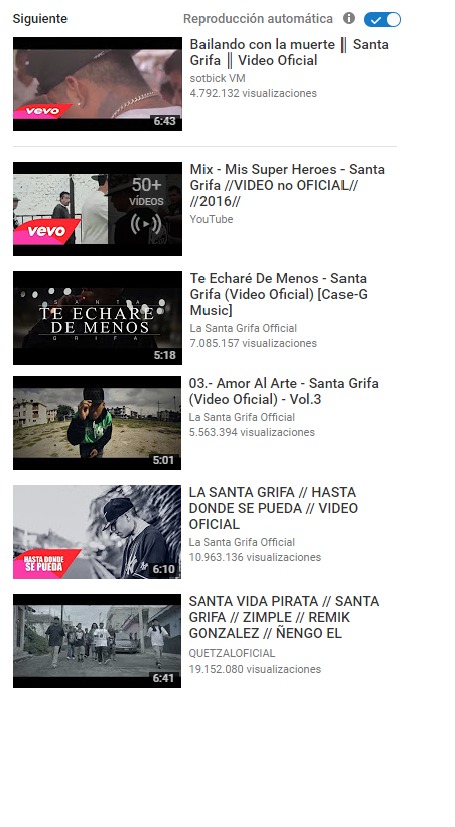 Siguiente
Reproducción automática
vevo
6:43
Bailando con la muerte ║ Santa
Grifa ║ Video Oficial
sotbick VM
4.792.132 visualizaciones
vevo
50+
VÍDEOS
Mix - Mis Super Heroes - Santa
Grifa //VIDEO no OFICIAL//
//2016//
YouTube
SANTA
TE ECHARE
DE MENOS
GRIFA
5:18
Te Echaré De Menos - Santa
Grifa (Video Oficial) [Case-G
Music]
La Santa Grifa Official
7.085.157 visualizaciones
5:01
03.- Amor Al Arte - Santa Grifa
(Video Oficial) - Vol.3
La Santa Grifa Official
5.563.394 visualizaciones
HASTA DONDE
SE PUEDA
6:10
LA SANTA GRIFA // HASTA
DONDE SE PUEDA // VIDEO
OFICIAL
La Santa Grifa Official
10.963.136 visualizaciones
6:41
SANTA VIDA PIRATA // SANTA
GRIFA // ZIMPLE // REMIK
GONZALEZ // ÑENGO EL
QUETZALOFICIAL
19.152.080 visualizaciones